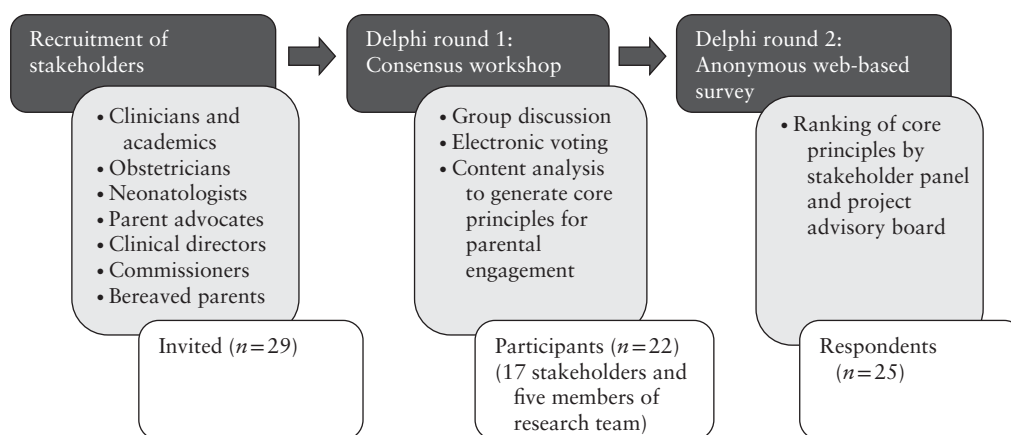 Recruitment of
stakeholders
• Clinicians and
academics
• Obstetricians
• Neonatologists
• Parent advocates
• Clinical directors
• Commissioners
• Bereaved parents
Invited (n=29)
Delphi round 1:
Consensus workshop
• Group discussion
• Electronic voting
• Content analysis
to generate core
principles for
parental
engagement
Participants (n=22)
(17 stakeholders and
five members of
research team)
Delphi round 2:
Anonymous web-based
survey
• Ranking of core
principles by
stakeholder panel
and project
advisory board
Respondents
(n=25)